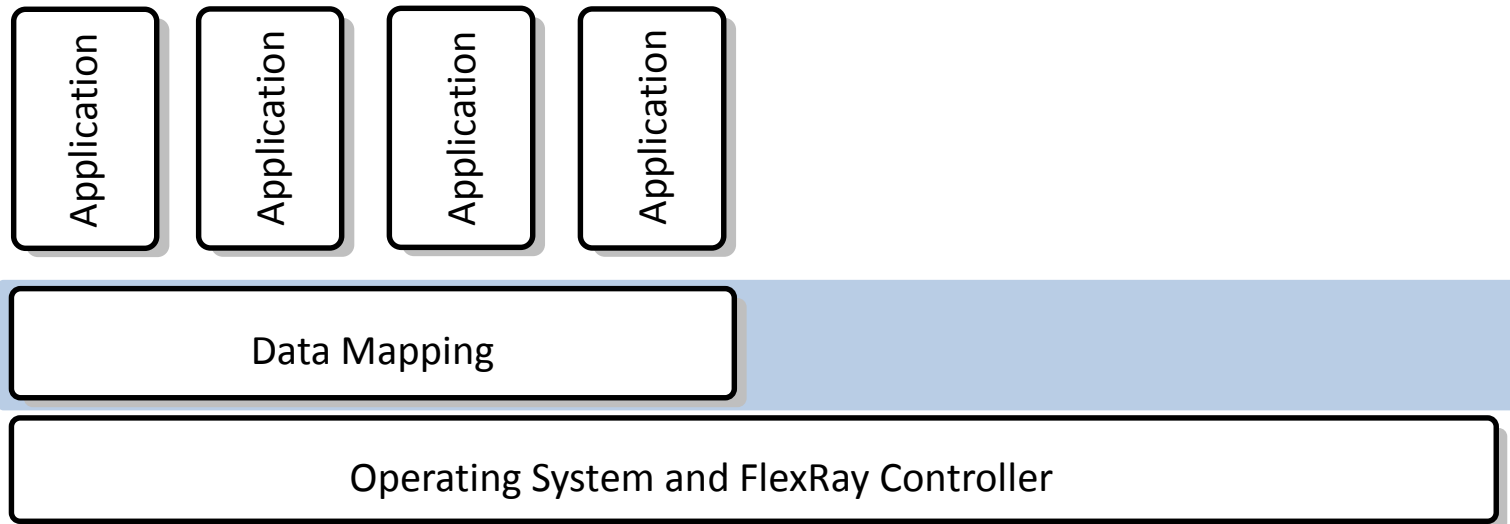 Application
Application
Application
Application
Data Mapping
Operating System and FlexRay Controller